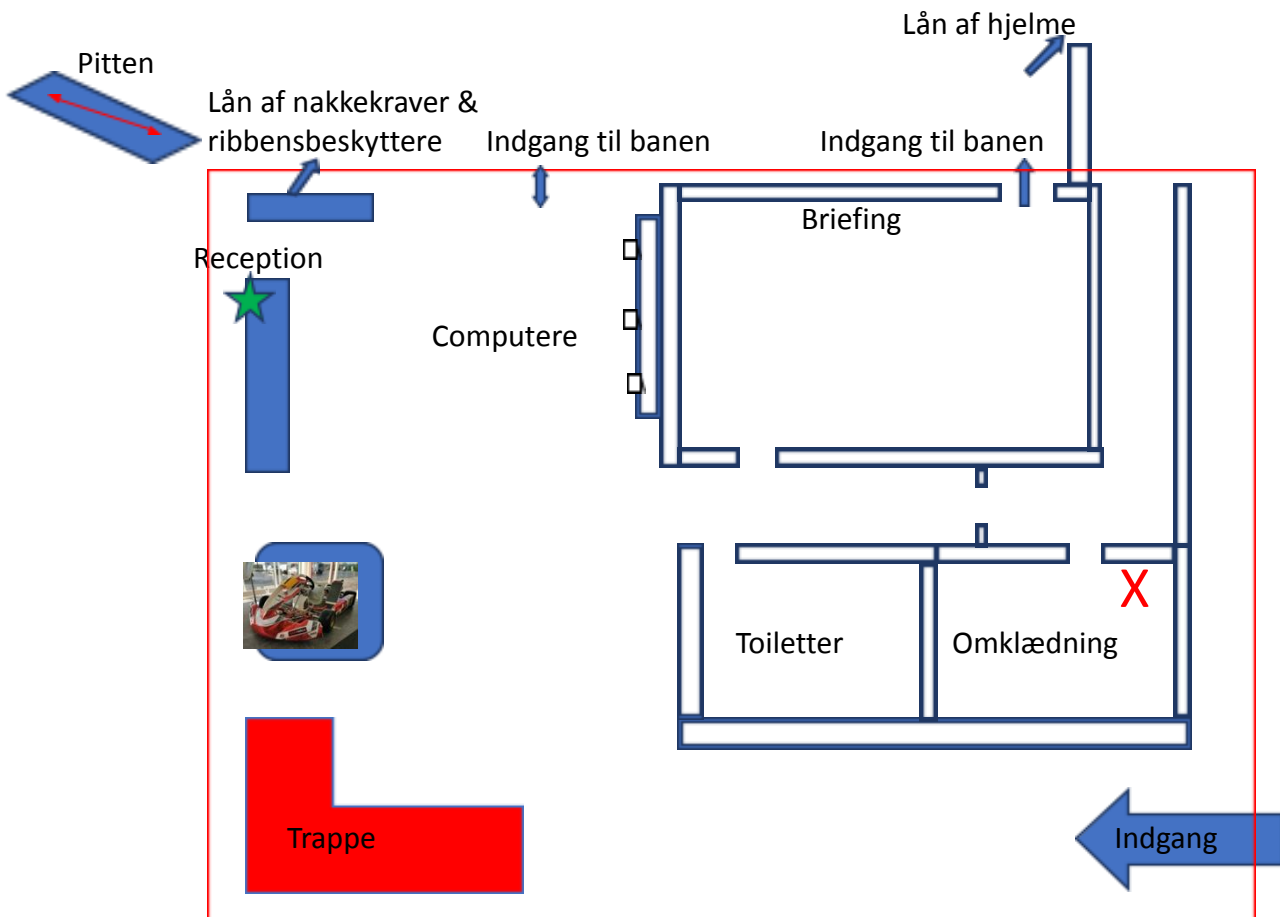 Lån af hjelme
Pitten
Lån af nakkekraver &
ribbensbeskyttere
Indgang til banen
Indgang til banen
Briefing
Reception
Computere
X
Toiletter
Omklædning
Trappe
Indgang